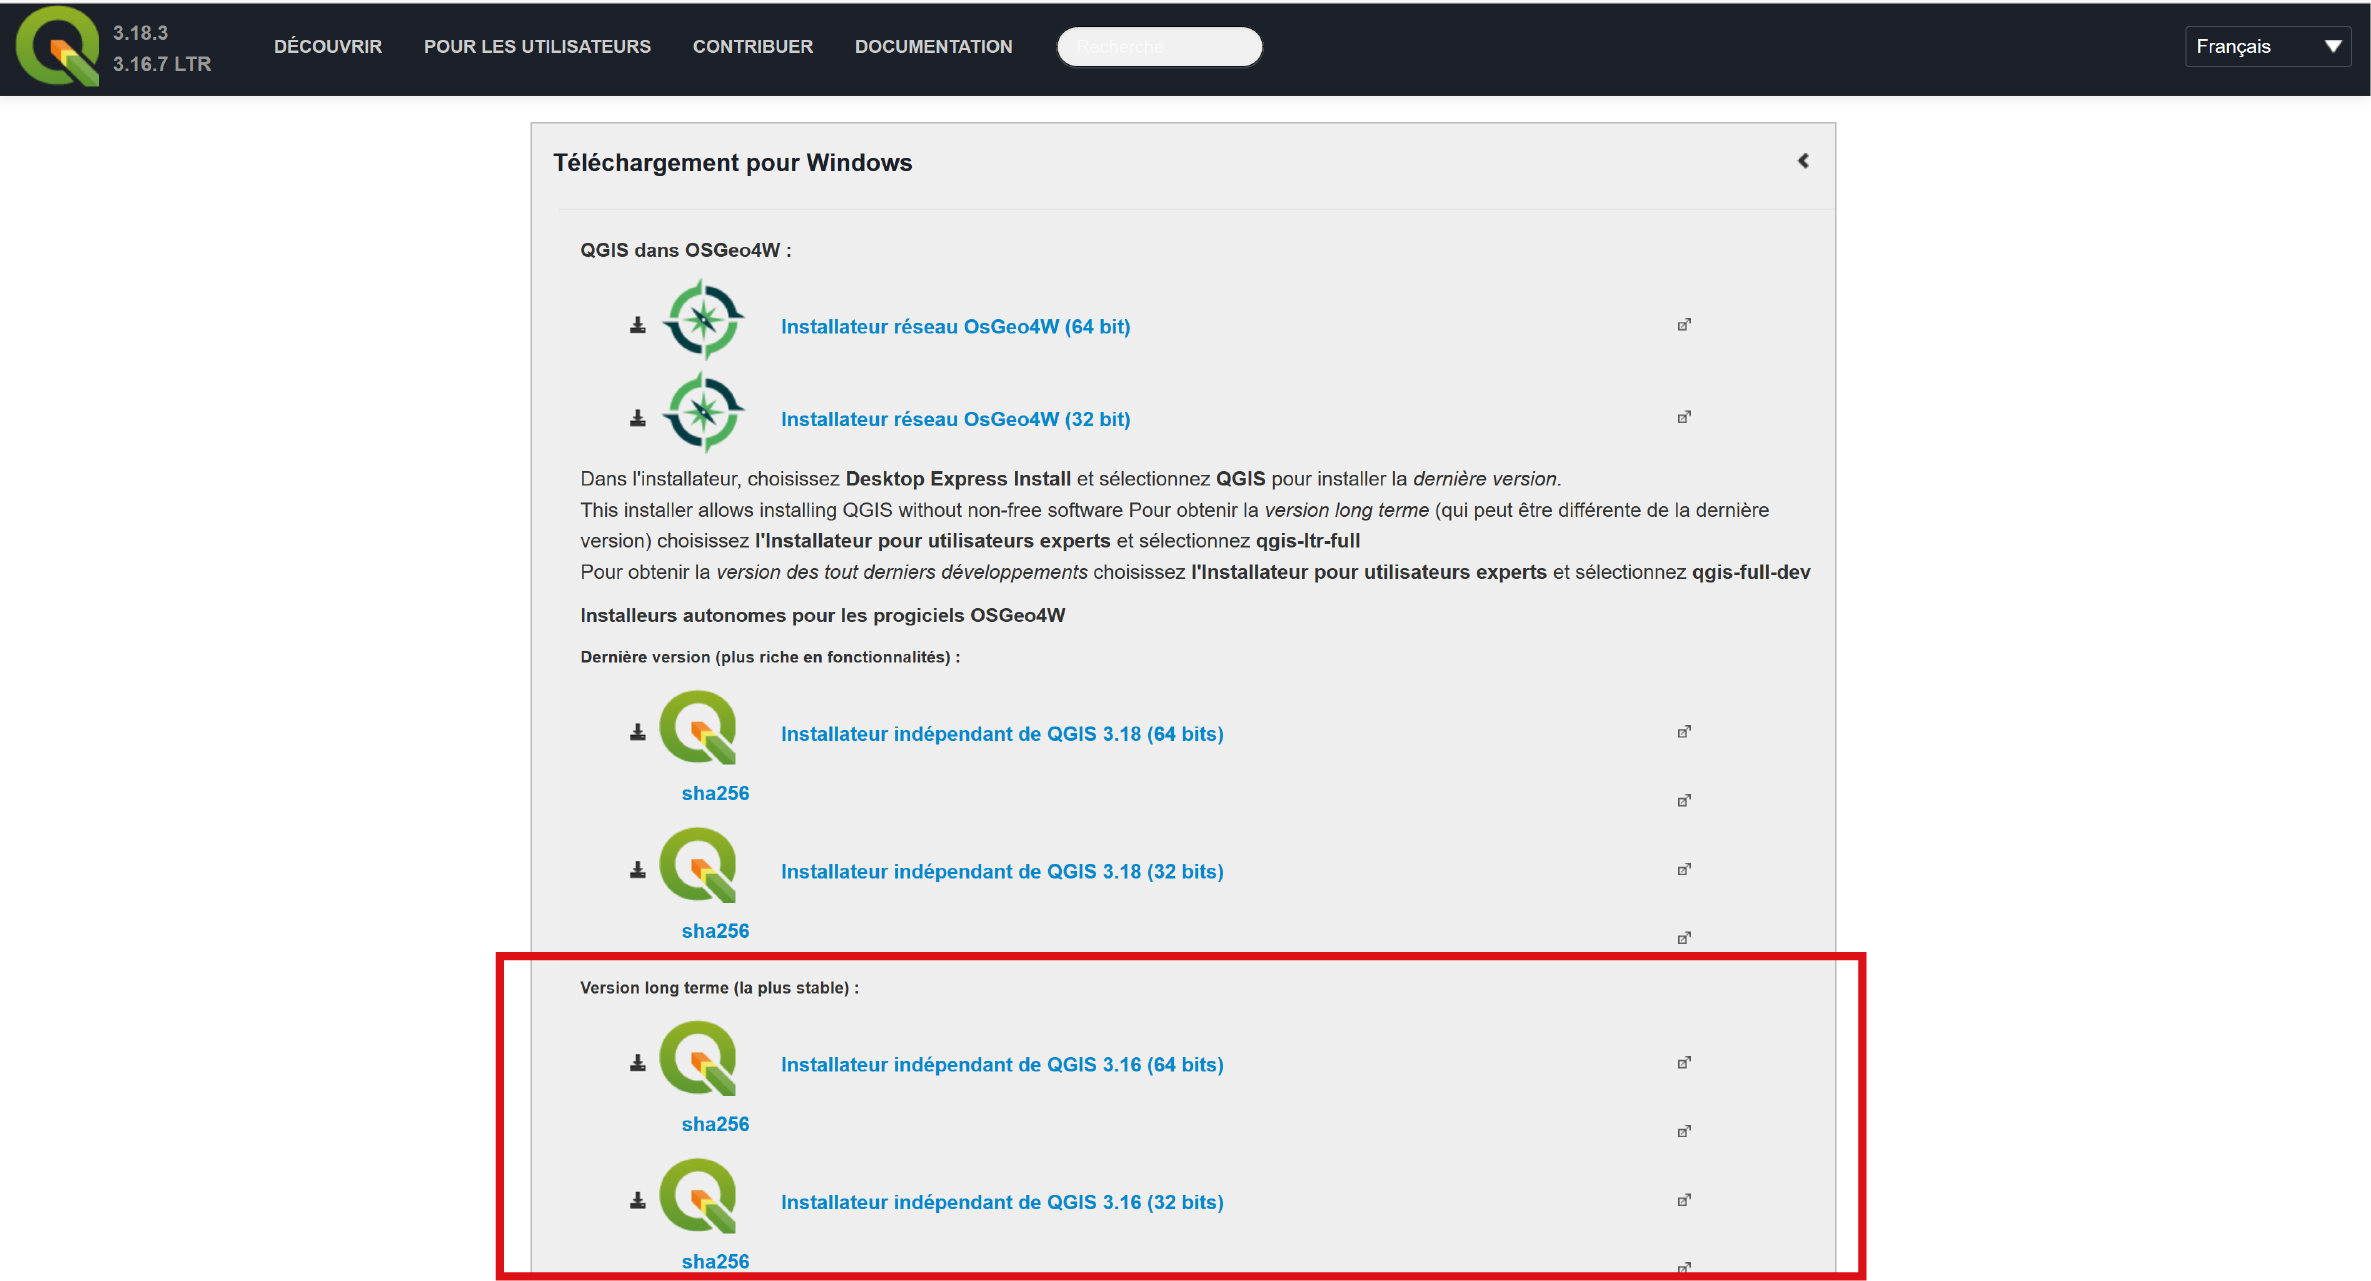 3.18.3
3.16.7 LTR
DÉCOUVRIR POUR LES UTILISATEURS CONTRIBUER DOCUMENTATION Recherche Français
Téléchargement pour Windows
QGIS dans OSGeo4W :
Installateur réseau OsGeo4W (64 bit)
Installateur réseau OsGeo4W (32 bit)
Dans l'installateur, choisissez Desktop Express Install et sélectionnez QGIS pour installer la dernière version.
This installer allows installing QGIS without non-free software Pour obtenir la version long terme (qui peut être différente de la dernière
version) choisissez l'Installateur pour utilisateurs experts et sélectionnez qgis-ltr-full
Pour obtenir la version des tout derniers développements choisissez l'Installateur pour utilisateurs experts et sélectionnez qgis-full-dev
Installeurs autonomes pour les progiciels OSGeo4W
Dernière version (plus riche en fonctionnalités) :
Installateur indépendant de QGIS 3.18 (64 bits)
sha256
Installateur indépendant de QGIS 3.18 (32 bits)
sha256
Version long terme (la plus stable) :
Installateur indépendant de QGIS 3.16 (64 bits)
sha256
Installateur indépendant de QGIS 3.16 (32 bits)
sha256